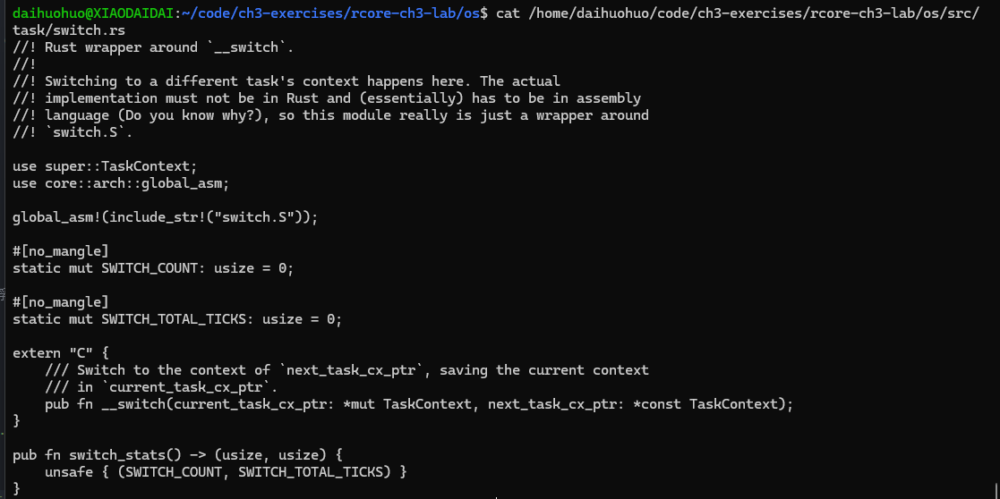 daihuohuo@XIAODAIDAI:~/code/ch3-exercises/rcore-ch3-lab/os$ cat /home/daihuohuo/code/ch3-exercises/rcore-ch3-lab/os/src/
task/switch.rs
//! Rust wrapper around `__switch`.
//!
//! Switching to a different task's context happens here. The actual
//! implementation must not be in Rust and (essentially) has to be in assembly
//! language (Do you know why?), so this module really is just a wrapper around
//! `switch.S`.

use super::TaskContext;
use core::arch::global_asm;

global_asm!(include_str!("switch.S"));

#[no_mangle]
static mut SWITCH_COUNT: usize = 0;

#[no_mangle]
static mut SWITCH_TOTAL_TICKS: usize = 0;

extern "C" {
    /// Switch to the context of `next_task_cx_ptr`, saving the current context
    /// in `current_task_cx_ptr`.
    pub fn __switch(current_task_cx_ptr: *mut TaskContext, next_task_cx_ptr: *const TaskContext);
}

pub fn switch_stats() -> (usize, usize) {
    unsafe { (SWITCH_COUNT, SWITCH_TOTAL_TICKS) }
}